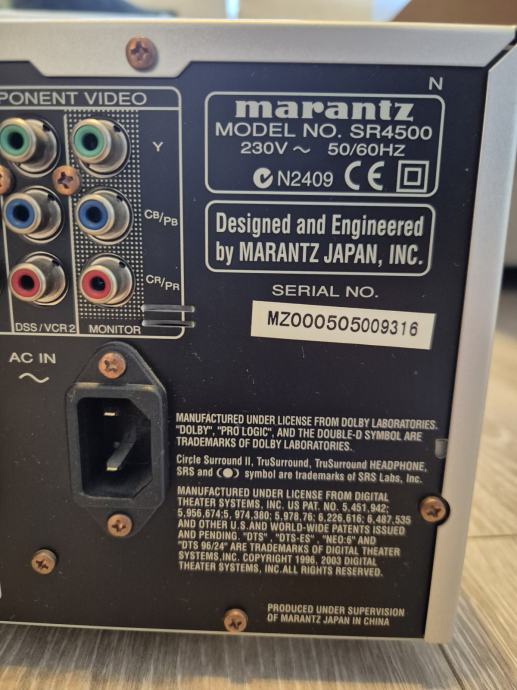 N
PONENT VIDEO
marantz
MODEL NO. SR4500
230V ~ 50/60HZ
N2409 CE
Y
CB/PB
CR/PR
Designed and Engineered
by MARANTZ JAPAN, INC.
SERIAL NO.
MZ000505009316
DSS/VCR 2
MONITOR
AC IN
~
MANUFACTURED UNDER LICENSE FROM DOLBY LABORATORIES.
"DOLBY", "PRO LOGIC", AND THE DOUBLE-D SYMBOL ARE
TRADEMARKS OF DOLBY LABORATORIES.
Circle Surround II, TruSurround, TruSurround HEADPHONE,
SRS and (●) symbol are trademarks of SRS Labs, Inc.
MANUFACTURED UNDER LICENSE FROM DIGITAL
THEATER SYSTEMS, INC. US PAT. NO. 5,451,942;
5,956,674;5, 974,380; 5,978,76; 6,226,616; 6,487,535
AND OTHER U.S.AND WORLD-WIDE PATENTS ISSUED
AND PENDING. "DTS", "DTS-ES", "NEO:6" AND
"DTS 96/24" ARE TRADEMARKS OF DIGITAL THEATER
SYSTEMS,INC. COPYRIGHT 1996, 2003 DIGITAL
THEATER SYSTEMS, INC.ALL RIGHTS RESERVED.
PRODUCED UNDER SUPERVISION
OF MARANTZ JAPAN IN CHINA